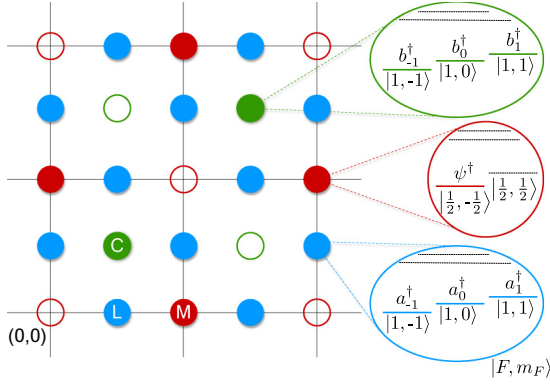 b†₋₁ b†₀ b†₁
|1,-1⟩ |1,0⟩ |1,1⟩
ψ†
|½,-½⟩ |½,½⟩
C
a†₋₁ a†₀ a†₁
|1,-1⟩ |1,0⟩ |1,1⟩
L M
(0,0)
|F, m_F⟩